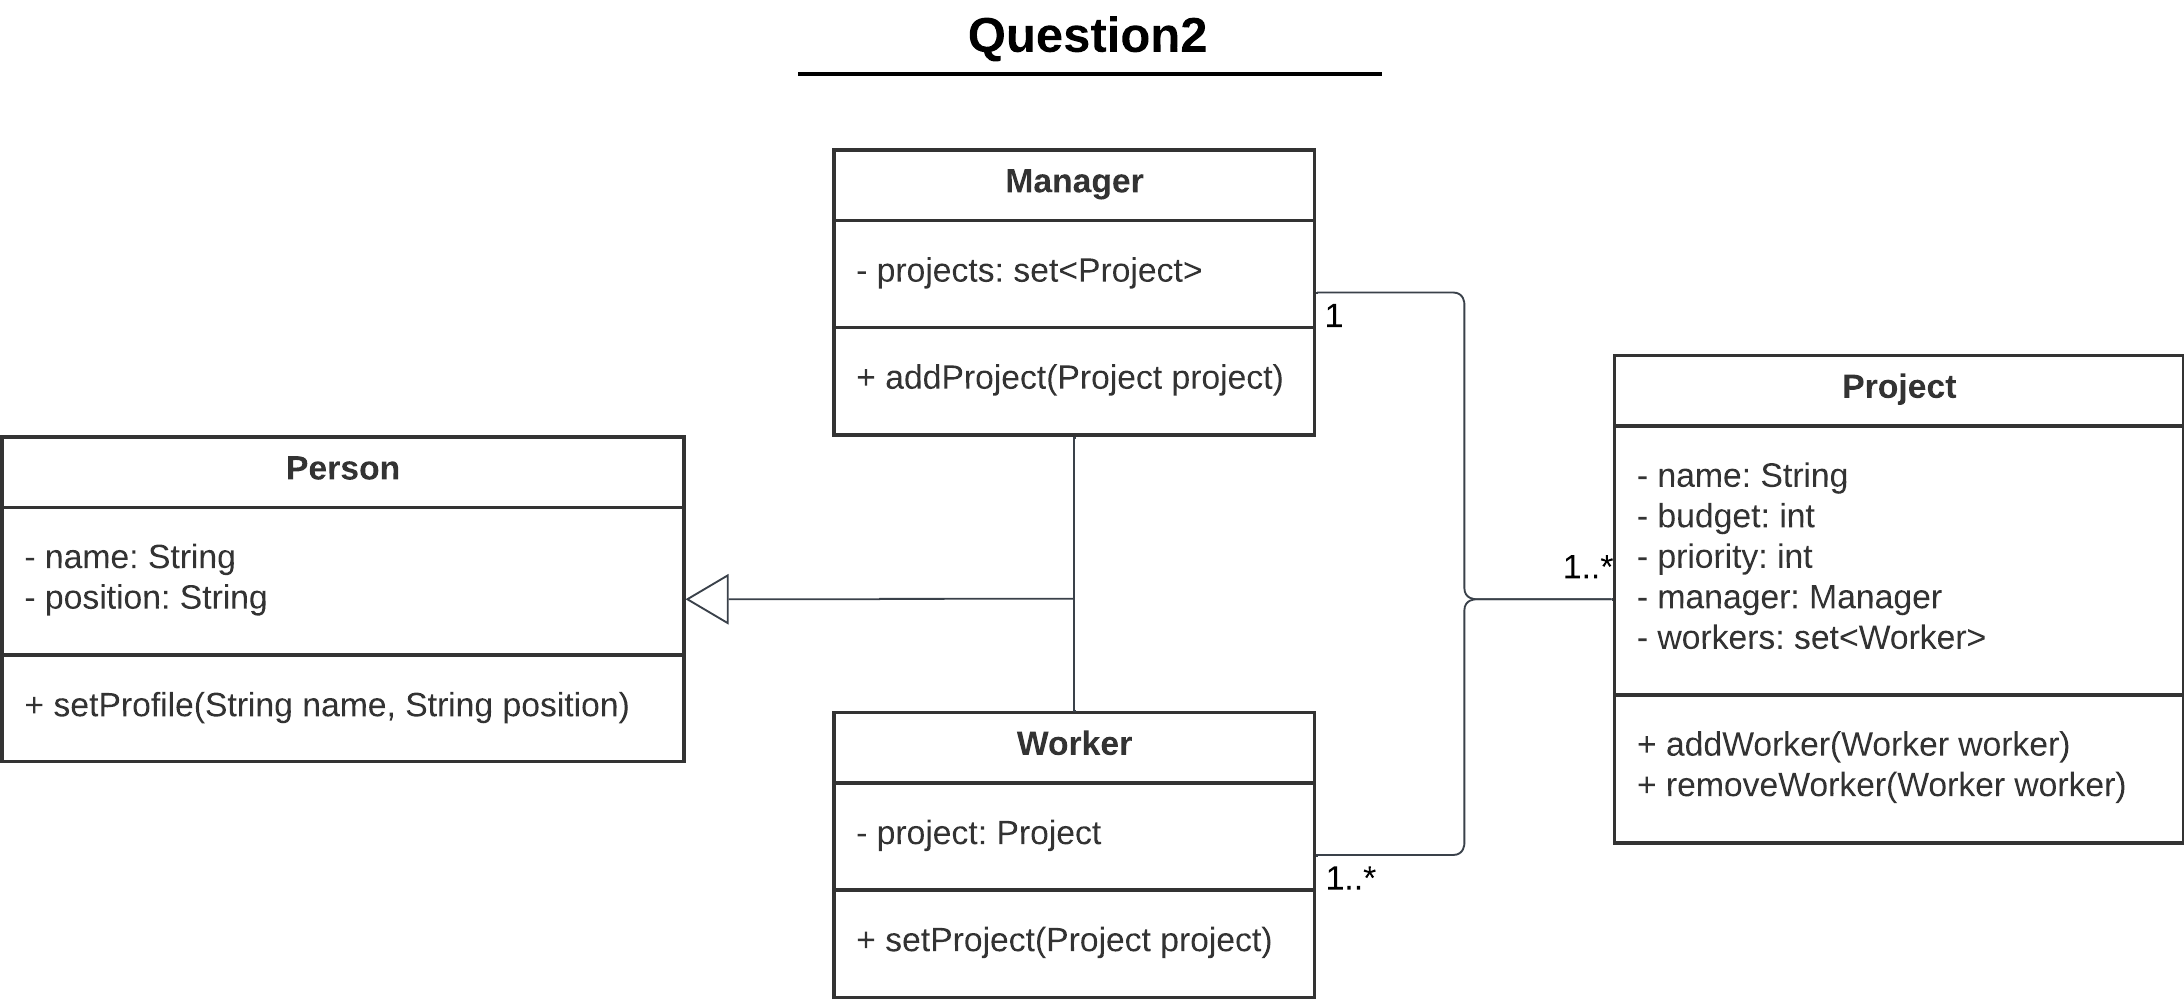 Question2
Manager
- projects: set<Project>
+ addProject(Project project)
1
Person
- name: String
- position: String
+ setProfile(String name, String position)
Worker
- project: Project
+ setProject(Project project)
1..*
1..*
Project
- name: String
- budget: int
- priority: int
- manager: Manager
- workers: set<Worker>
+ addWorker(Worker worker)
+ removeWorker(Worker worker)